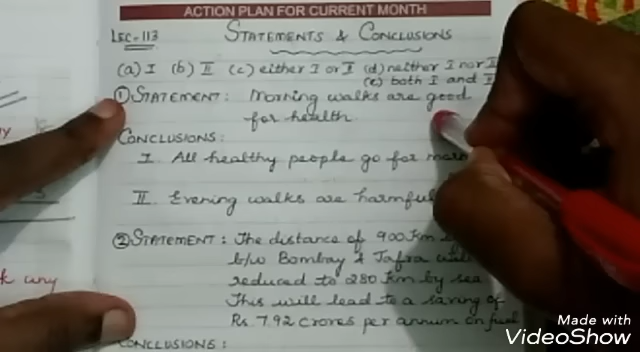 ACTION PLAN FOR CURRENT MONTH
LEC-113
STATEMENTS & CONCLUSIONS
(a) I (b) II (c) either I or II (d) neither I nor
(e) both I and
① STATEMENT: Morning walks are good
for health
CONCLUSIONS:
I. All healthy people go for
II. Evening walks are harmful
② STATEMENT: The distance of 900 Km
b/w Bombay & Jafra
reduced to 280 Km by sea
This will lead to a saving of
Rs. 7.92 crores per annum on fuel
k any
CONCLUSIONS:
Made with
VideoShow